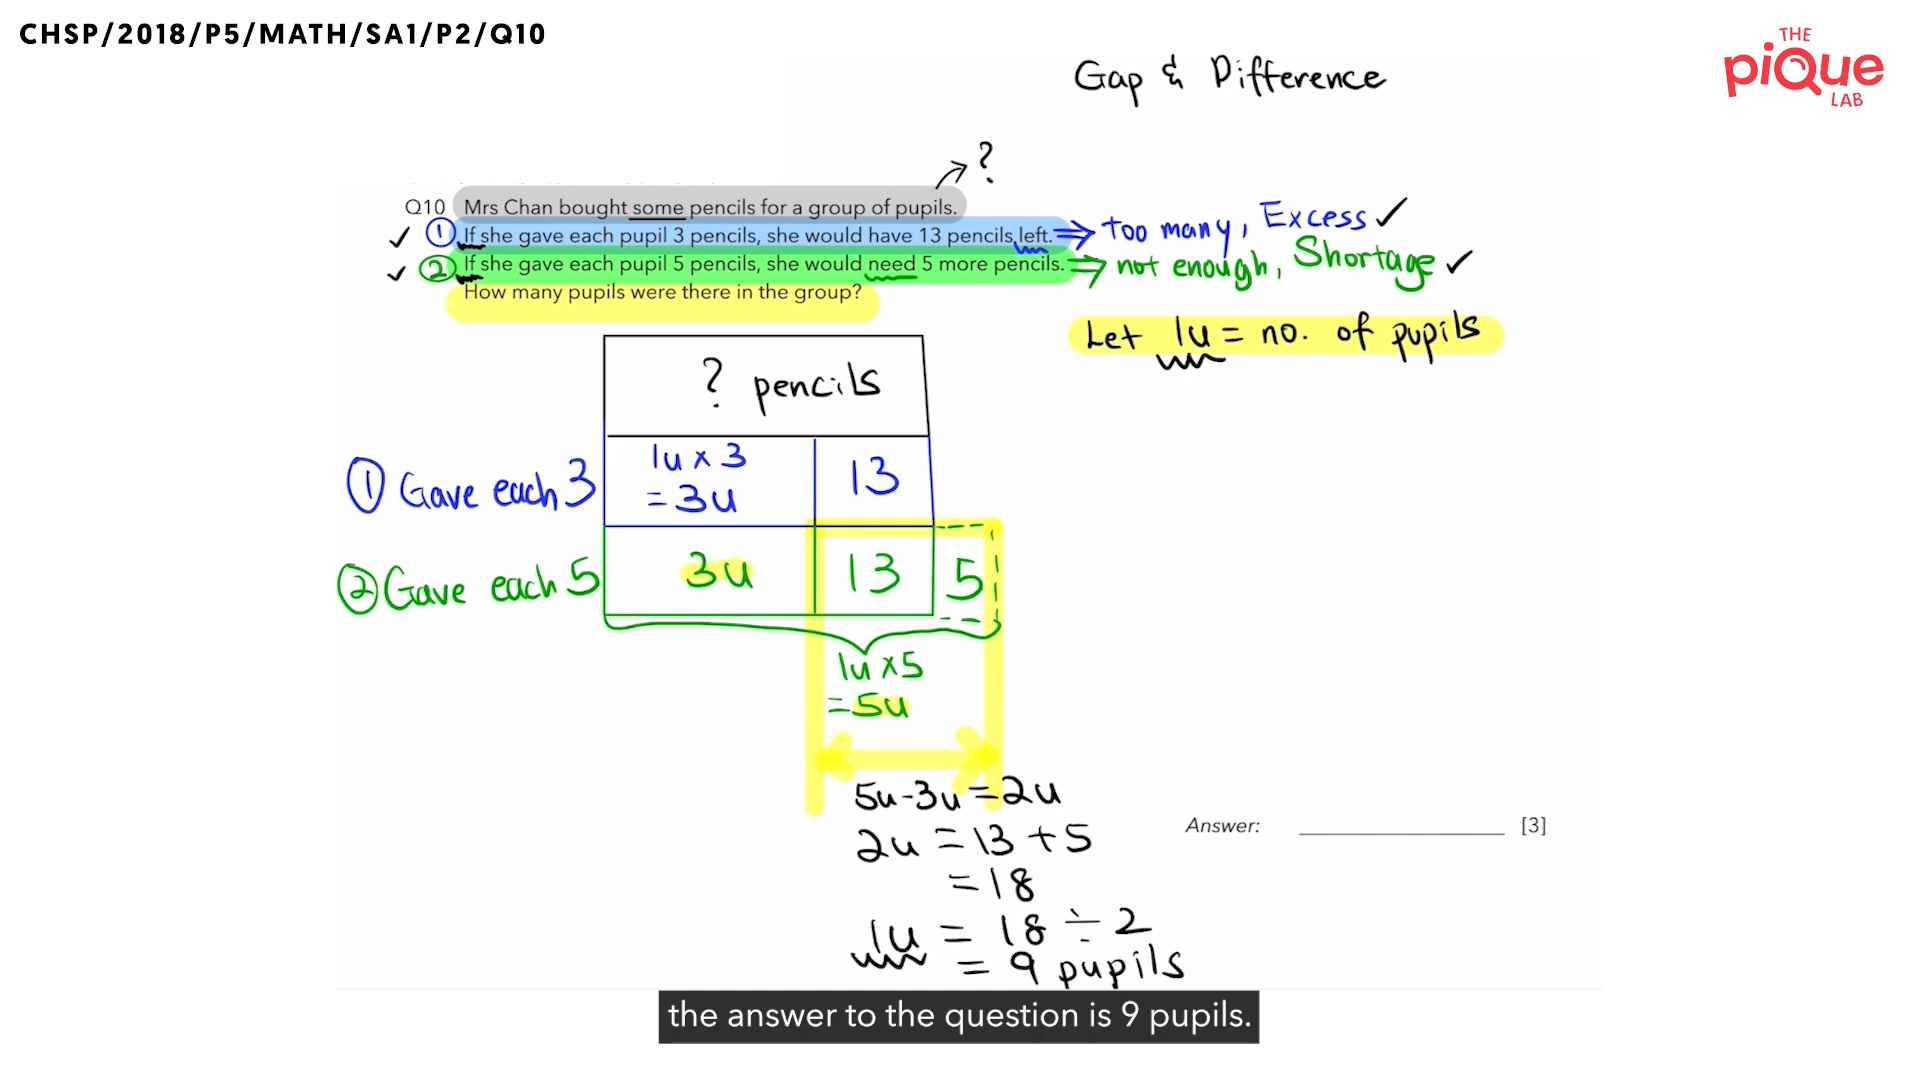 CHSP/2018/P5/MATH/SA1/P2/Q10
THE
piQue
LAB
Gap & Difference
?
Q10 Mrs Chan bought some pencils for a group of pupils.
① If she gave each pupil 3 pencils, she would have 13 pencils left. ⇒ too many, Excess ✓
② If she gave each pupil 5 pencils, she would need 5 more pencils. ⇒ not enough, Shortage ✓
How many pupils were there in the group?
Let 1u = no. of pupils
? pencils
① Gave each 3
1u x 3
= 3u
13
② Gave each 5
3u
13
5
1u x 5
= 5u
5u - 3u = 2u
2u = 13 + 5
= 18
1u = 18 ÷ 2
= 9 pupils
Answer: __________ [3]
the answer to the question is 9 pupils.